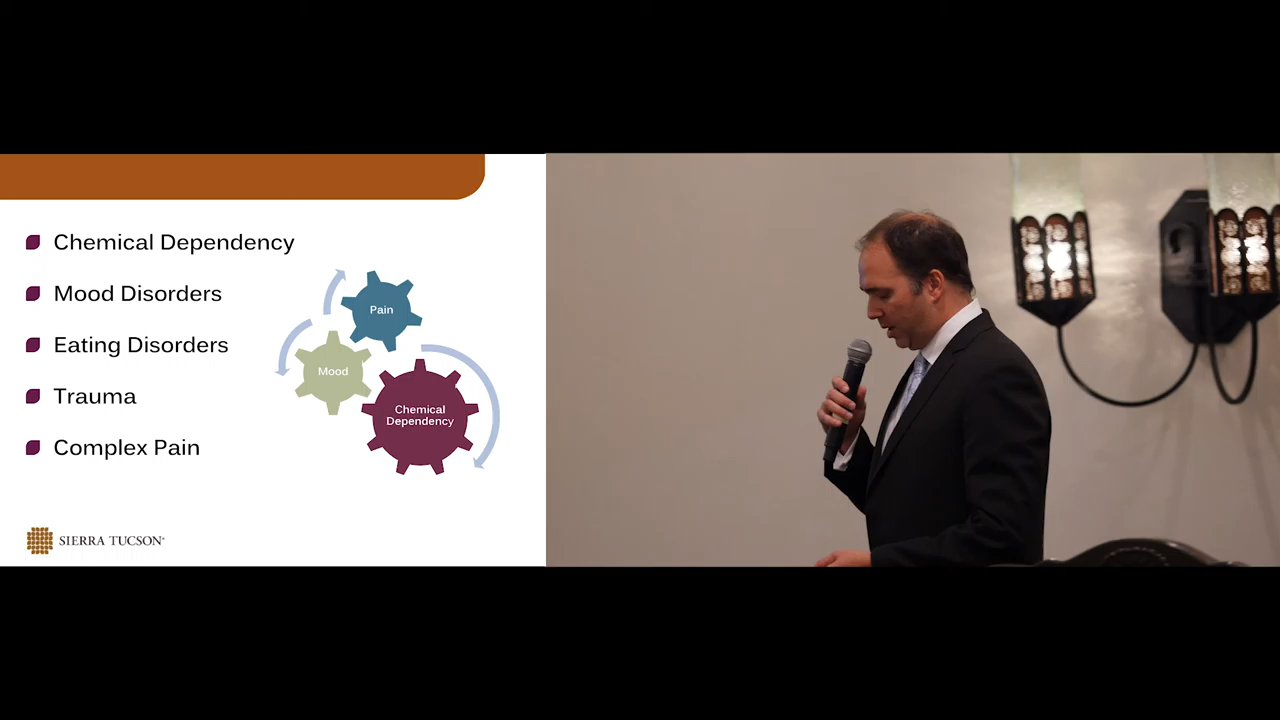 Chemical Dependency
Mood Disorders
Eating Disorders
Trauma
Complex Pain
Pain
Mood
Chemical
Dependency
SIERRA TUCSON